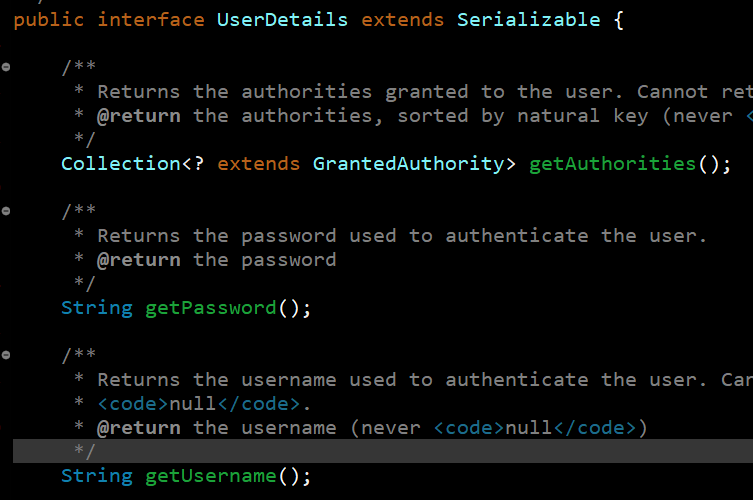 */
public interface UserDetails extends Serializable {
/**
* Returns the authorities granted to the user. Cannot ret
* @return the authorities, sorted by natural key (never <
*/
Collection<? extends GrantedAuthority> getAuthorities();
/**
* Returns the password used to authenticate the user.
* @return the password
*/
String getPassword();
/**
* Returns the username used to authenticate the user. Can
* <code>null</code>.
* @return the username (never <code>null</code>)
*/
String getUsername();